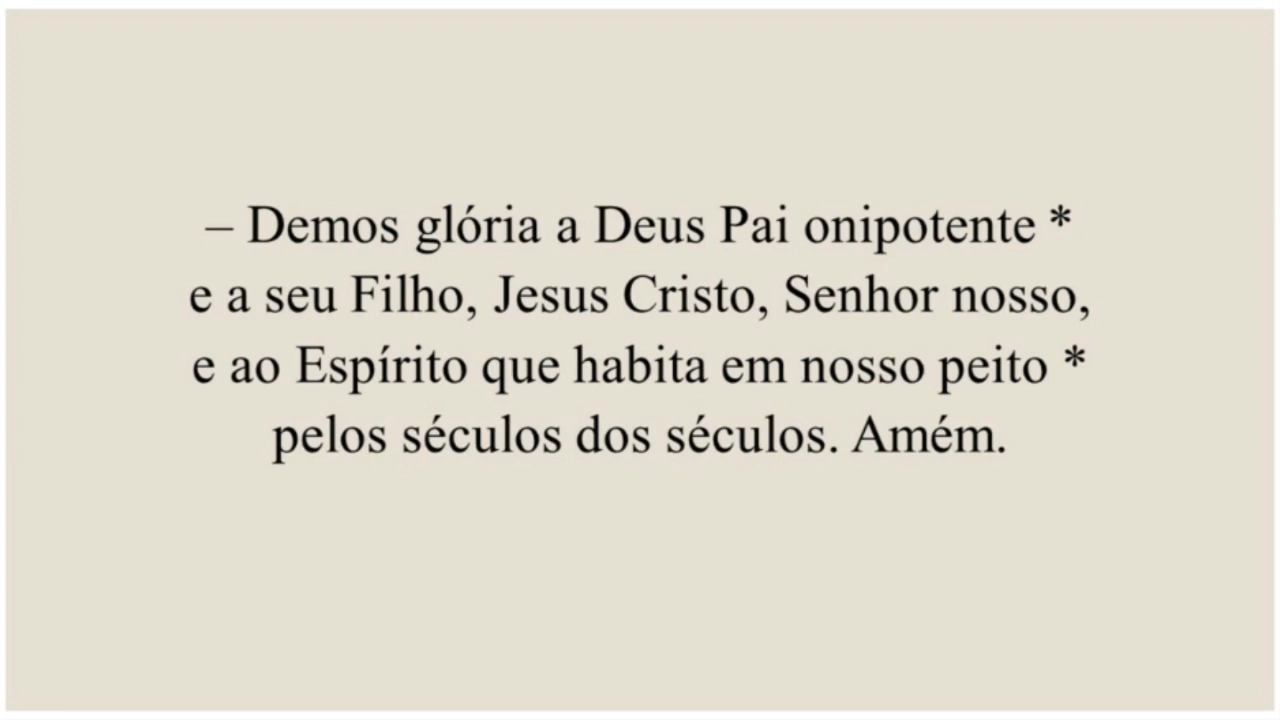 – Demos glória a Deus Pai onipotente *
e a seu Filho, Jesus Cristo, Senhor nosso,
e ao Espírito que habita em nosso peito *
pelos séculos dos séculos. Amém.